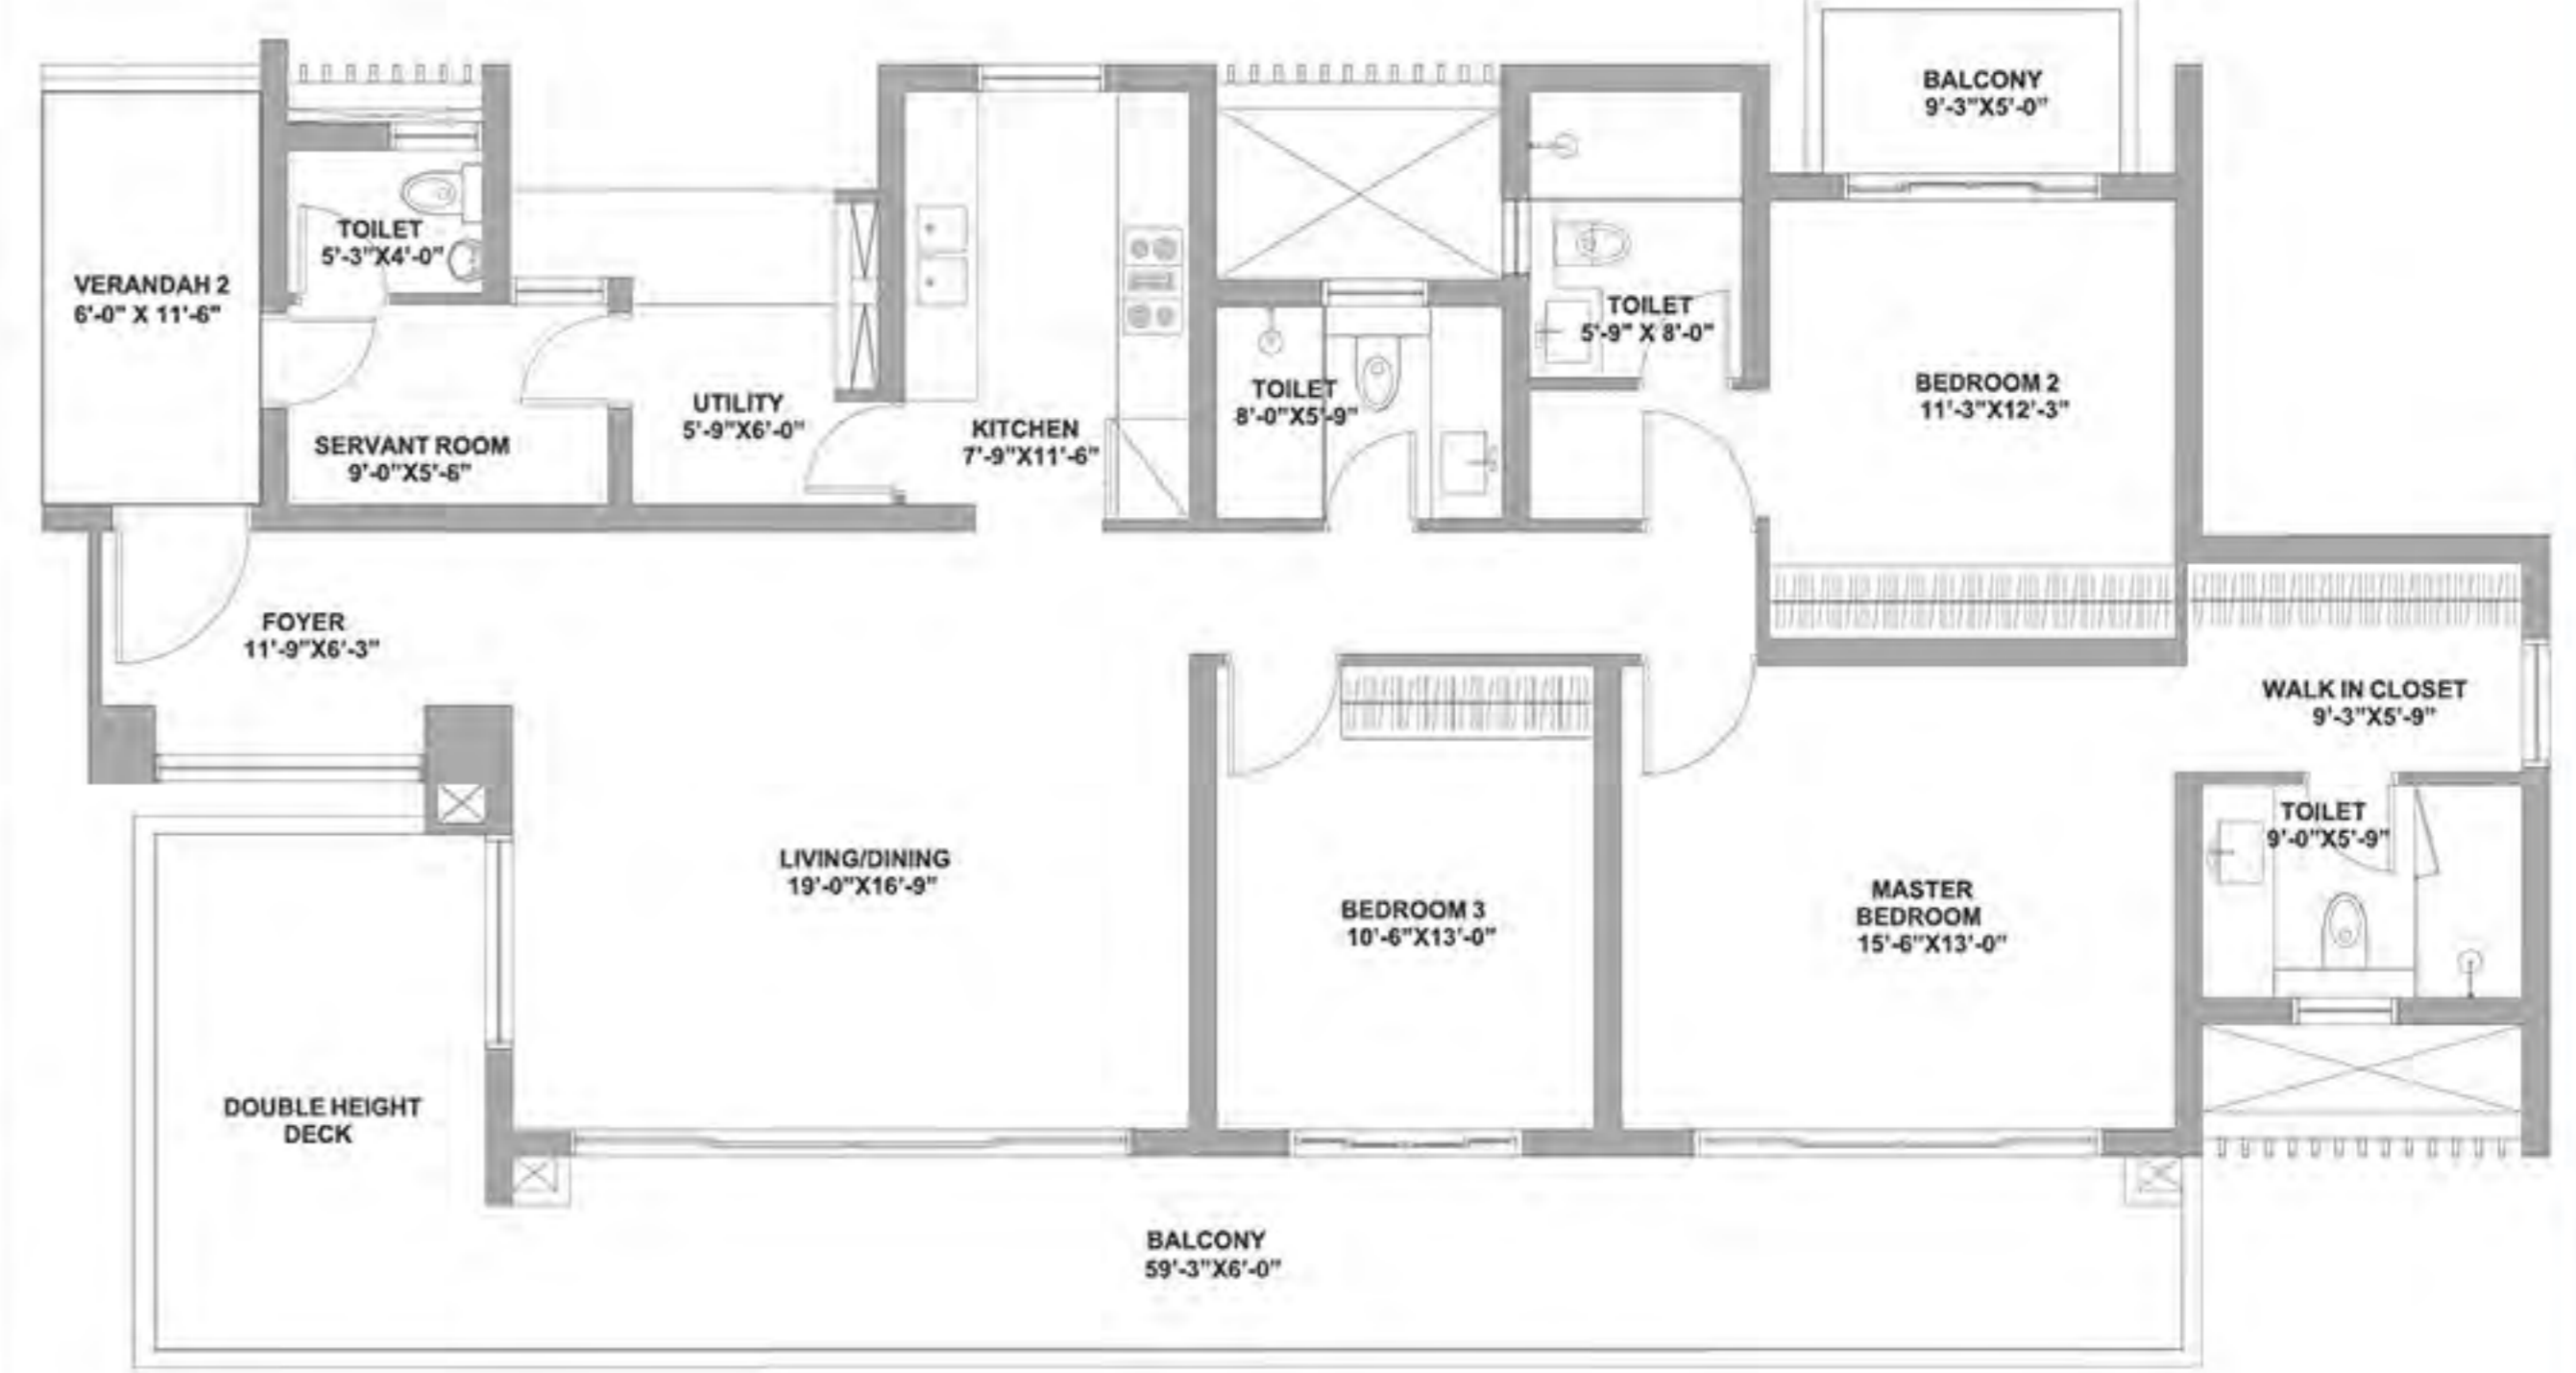 BALCONY
9'-3"X5'-0"
TOILET
5'-3"X4'-0"
VERANDAH 2
6'-0" X 11'-6"
TOILET
5'-9" X 8'-0"
UTILITY
5'-9"X6'-0"
KITCHEN
7'-9"X11'-6"
TOILET
8'-0"X5'-9"
BEDROOM 2
11'-3"X12'-3"
SERVANT ROOM
9'-0"X5'-6"
FOYER
11'-9"X6'-3"
WALK IN CLOSET
9'-3"X5'-9"
TOILET
9'-0"X5'-9"
LIVING/DINING
19'-0"X16'-9"
BEDROOM 3
10'-6"X13'-0"
MASTER
BEDROOM
15'-6"X13'-0"
DOUBLE HEIGHT
DECK
BALCONY
59'-3"X6'-0"